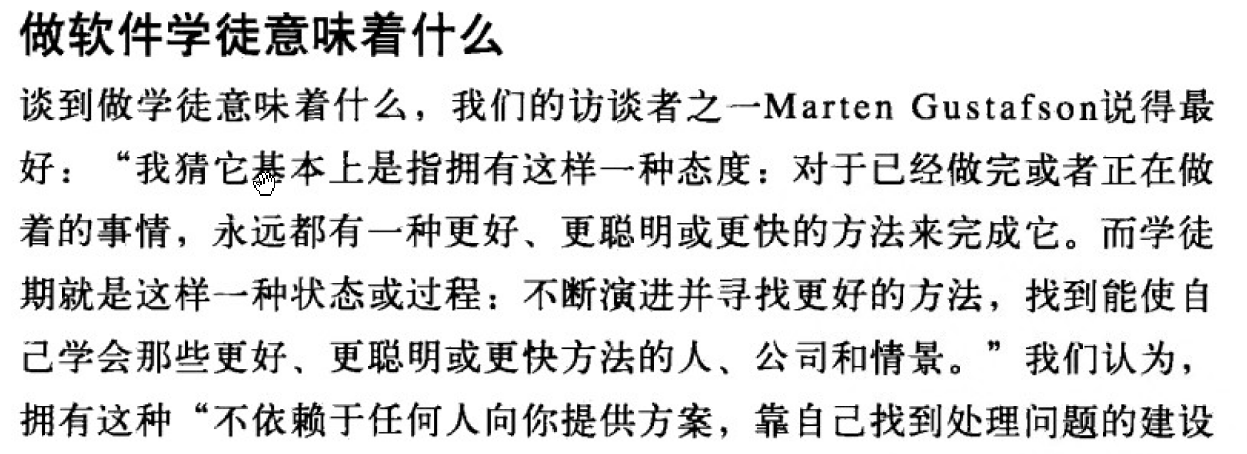 做软件学徒意味着什么
谈到做学徒意味着什么，我们的访谈者之一Marten Gustafson说得最
好：“我猜它基本上是指拥有这样一种态度：对于已经做完或者正在做
着的事情，永远都有一种更好、更聪明或更快的方法来完成它。而学徒
期就是这样一种状态或过程：不断演进并寻找更好的方法，找到能使自
己学会那些更好、更聪明或更快方法的人、公司和情景。”我们认为，
拥有这种“不依赖于任何人向你提供方案，靠自己找到处理问题的建设